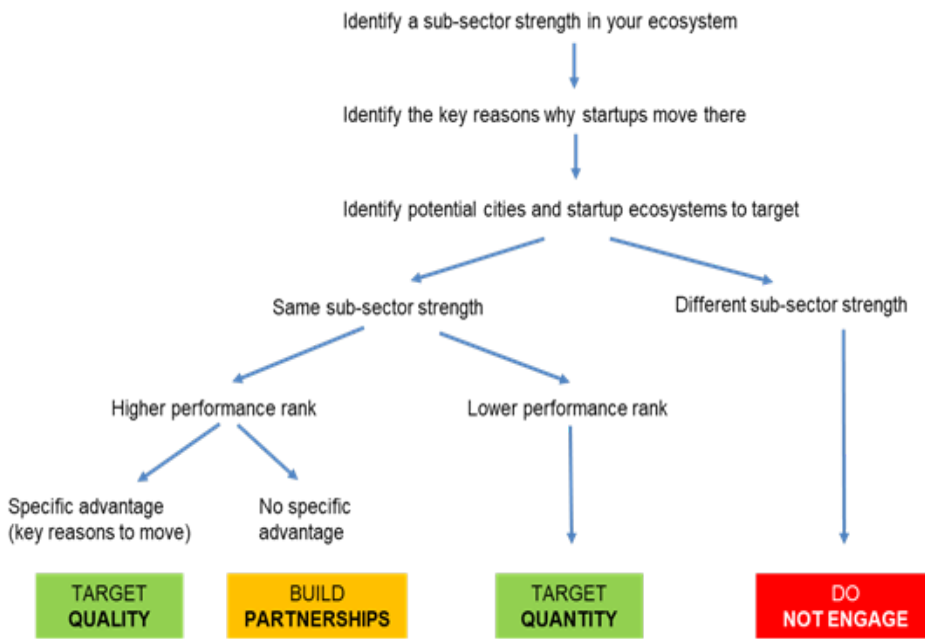 Identify a sub-sector strength in your ecosystem
Identify the key reasons why startups move there
Identify potential cities and startup ecosystems to target
Same sub-sector strength
Different sub-sector strength
Higher performance rank
Lower performance rank
Specific advantage
(key reasons to move)
No specific
advantage
TARGET
QUALITY
BUILD
PARTNERSHIPS
TARGET
QUANTITY
DO
NOT ENGAGE